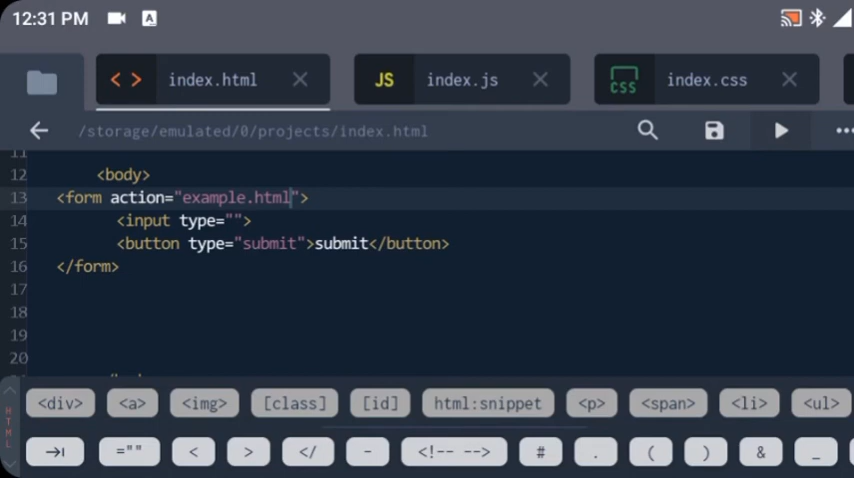 12:31 PM A
< > index.html ×
JS index.js ×
CSS index.css ×
/storage/emulated/0/projects/index.html
11
12 <body>
13 <form action="example.html">
14 <input type="">
15 <button type="submit">submit</button>
16 </form>
17
18
19
20
HTML
<div> <a> <img> [class] [id] html:snippet <p> <span> <li> <ul>
="" < > </ - <!-- --> # . ( ) & _